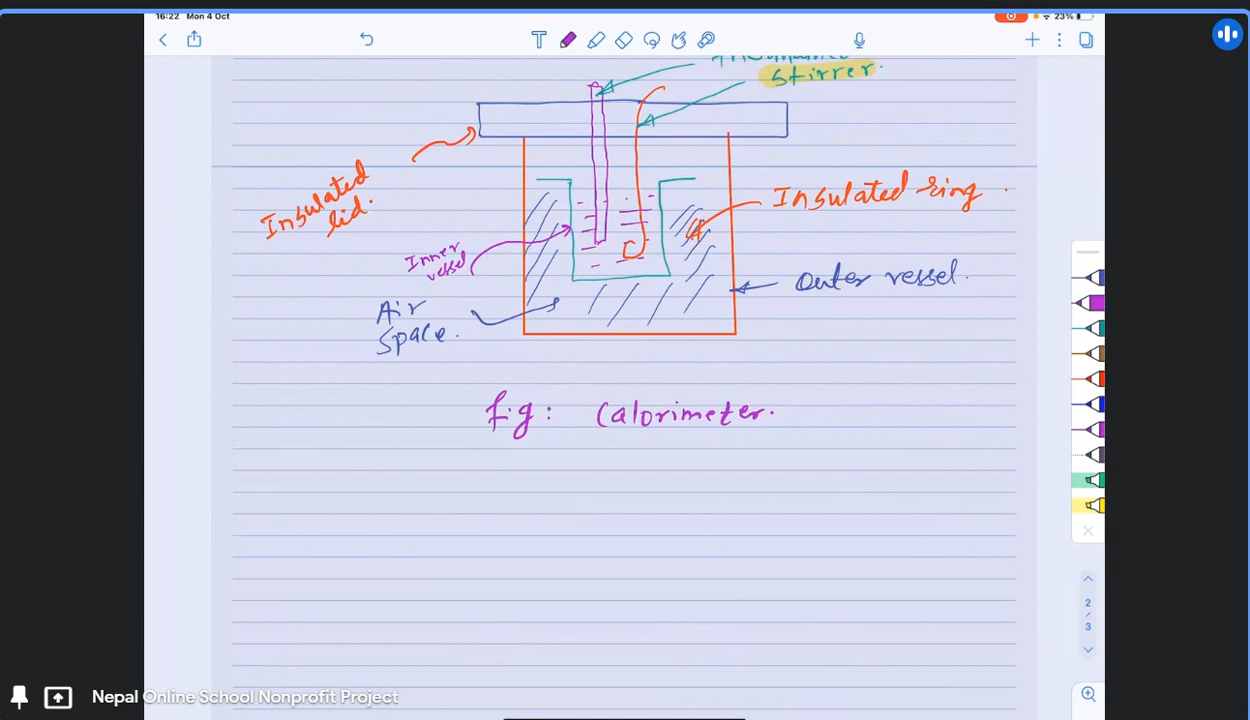 16:22 Mon 4 Oct
23%
stirrer.
Insulated
lid.
Insulated ring
Inner
vessel
Outer vessel.
Air
space.
fig: Calorimeter.
2
/
3
Nepal Online School Nonprofit Project